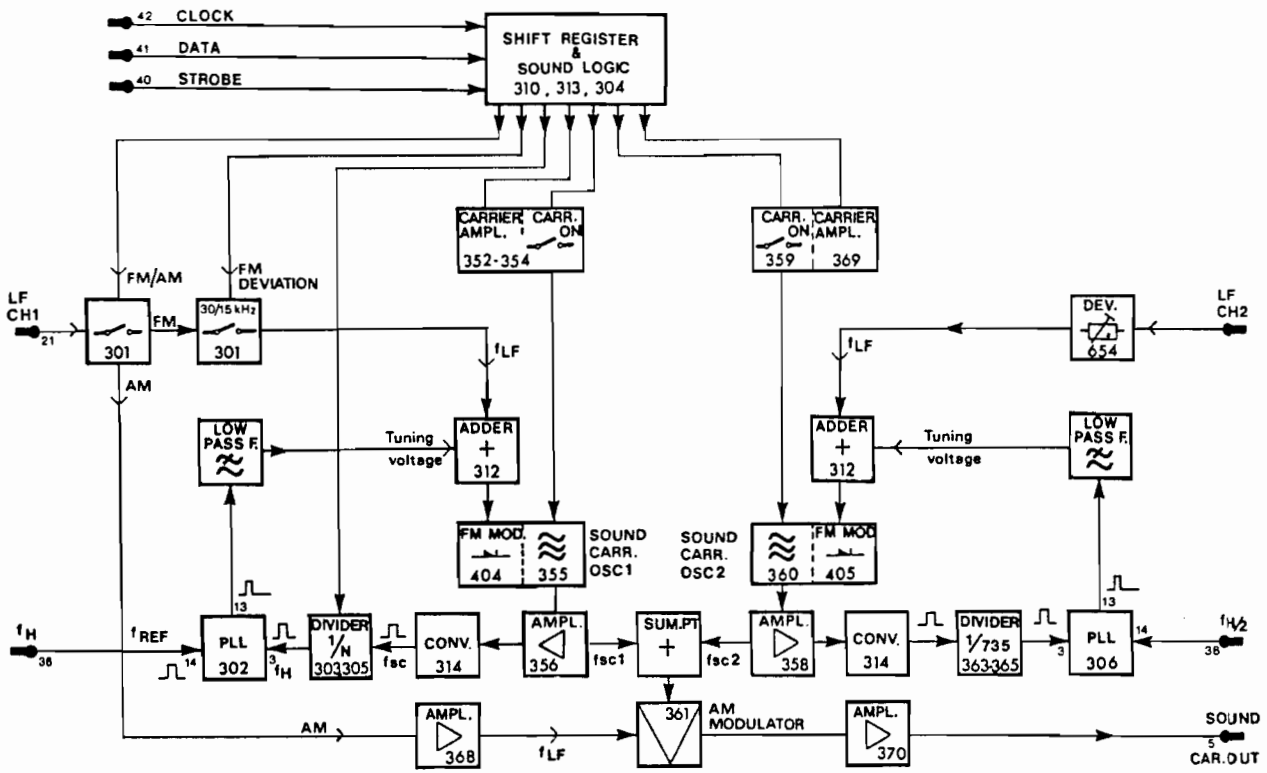 42 CLOCK
41 DATA
40 STROBE
SHIFT REGISTER
&
SOUND LOGIC
310, 313, 304
CARRIER AMPL.
CARR. ON
352-354
CARR. ON
359
CARRIER AMPL.
369
FM/AM
FM DEVIATION
LF CH1
21
301
FM
30/15 kHz
301
AM
fLF
fLF
DEV.
654
LF CH2
LOW PASS F.
Tuning voltage
ADDER
+
312
ADDER
+
312
Tuning voltage
LOW PASS F.
FM MOD.
404
355
SOUND CARR. OSC1
SOUND CARR. OSC2
360
FM MOD
405
13
13
fH
36
fREF
14
PLL
302
3
fH
DIVIDER
1/N
303305
fsc
CONV.
314
AMPL.
356
fsc1
SUM.PT
+
fsc2
AMPL.
358
CONV.
314
DIVIDER
1/735
363-365
3
PLL
306
14
fH/2
38
AM
AMPL.
368
fLF
361
AM MODULATOR
AMPL.
370
SOUND
5
CAR.OUT